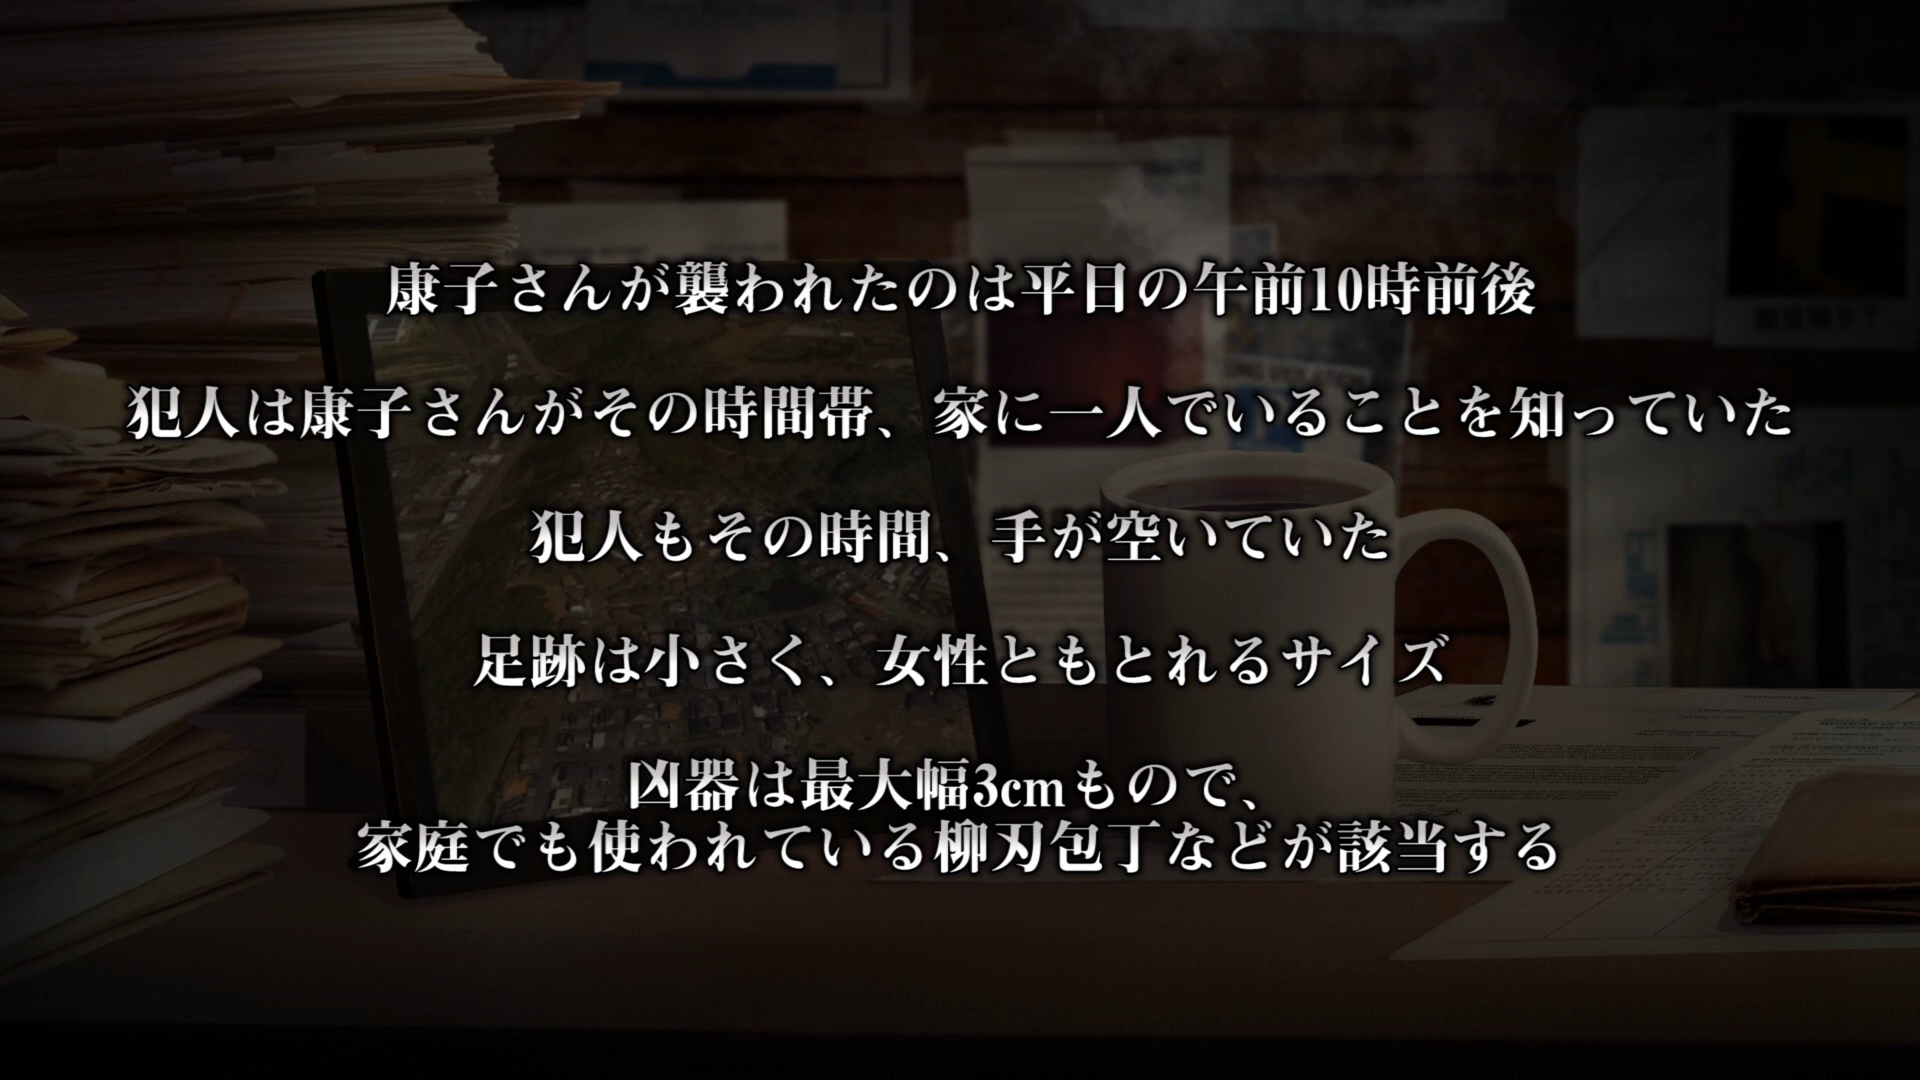 康子さんが襲われたのは平日の午前10時前後
犯人は康子さんがその時間帯、家に一人でいることを知っていた
犯人もその時間、手が空いていた
足跡は小さく、女性ともとれるサイズ
凶器は最大幅3cmもので、
家庭でも使われている柳刃包丁などが該当する